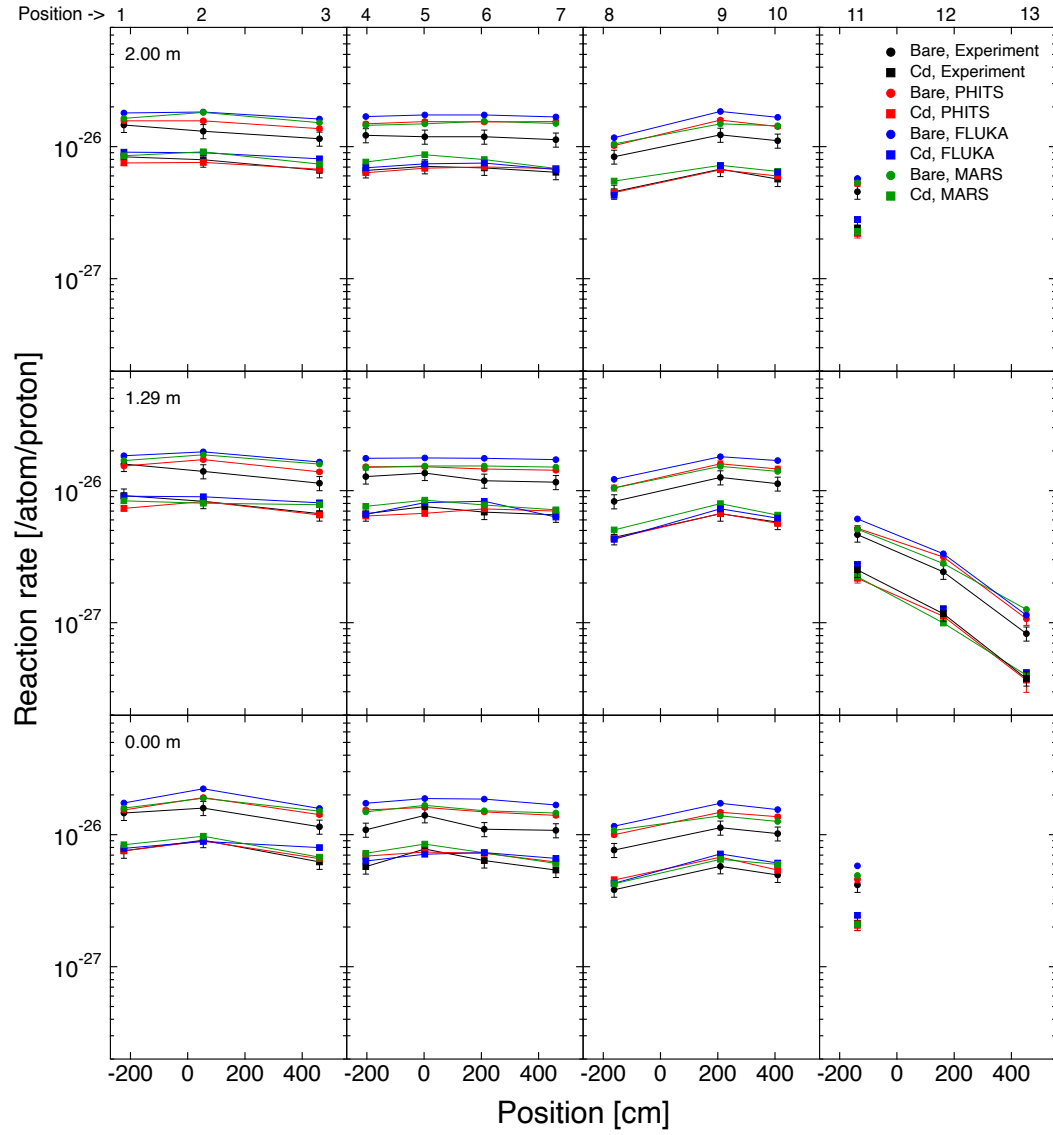 Position -> 1 2 3 4 5 6 7 8 9 10 11 12 13
2.00 m
Bare, Experiment
Cd, Experiment
Bare, PHITS
Cd, PHITS
Bare, FLUKA
Cd, FLUKA
Bare, MARS
Cd, MARS
10-26
10-27
1.29 m
10-26
10-27
0.00 m
10-26
10-27
Reaction rate [/atom/proton]
-200 0 200 400 -200 0 200 400 -200 0 200 400 -200 0 200 400
Position [cm]